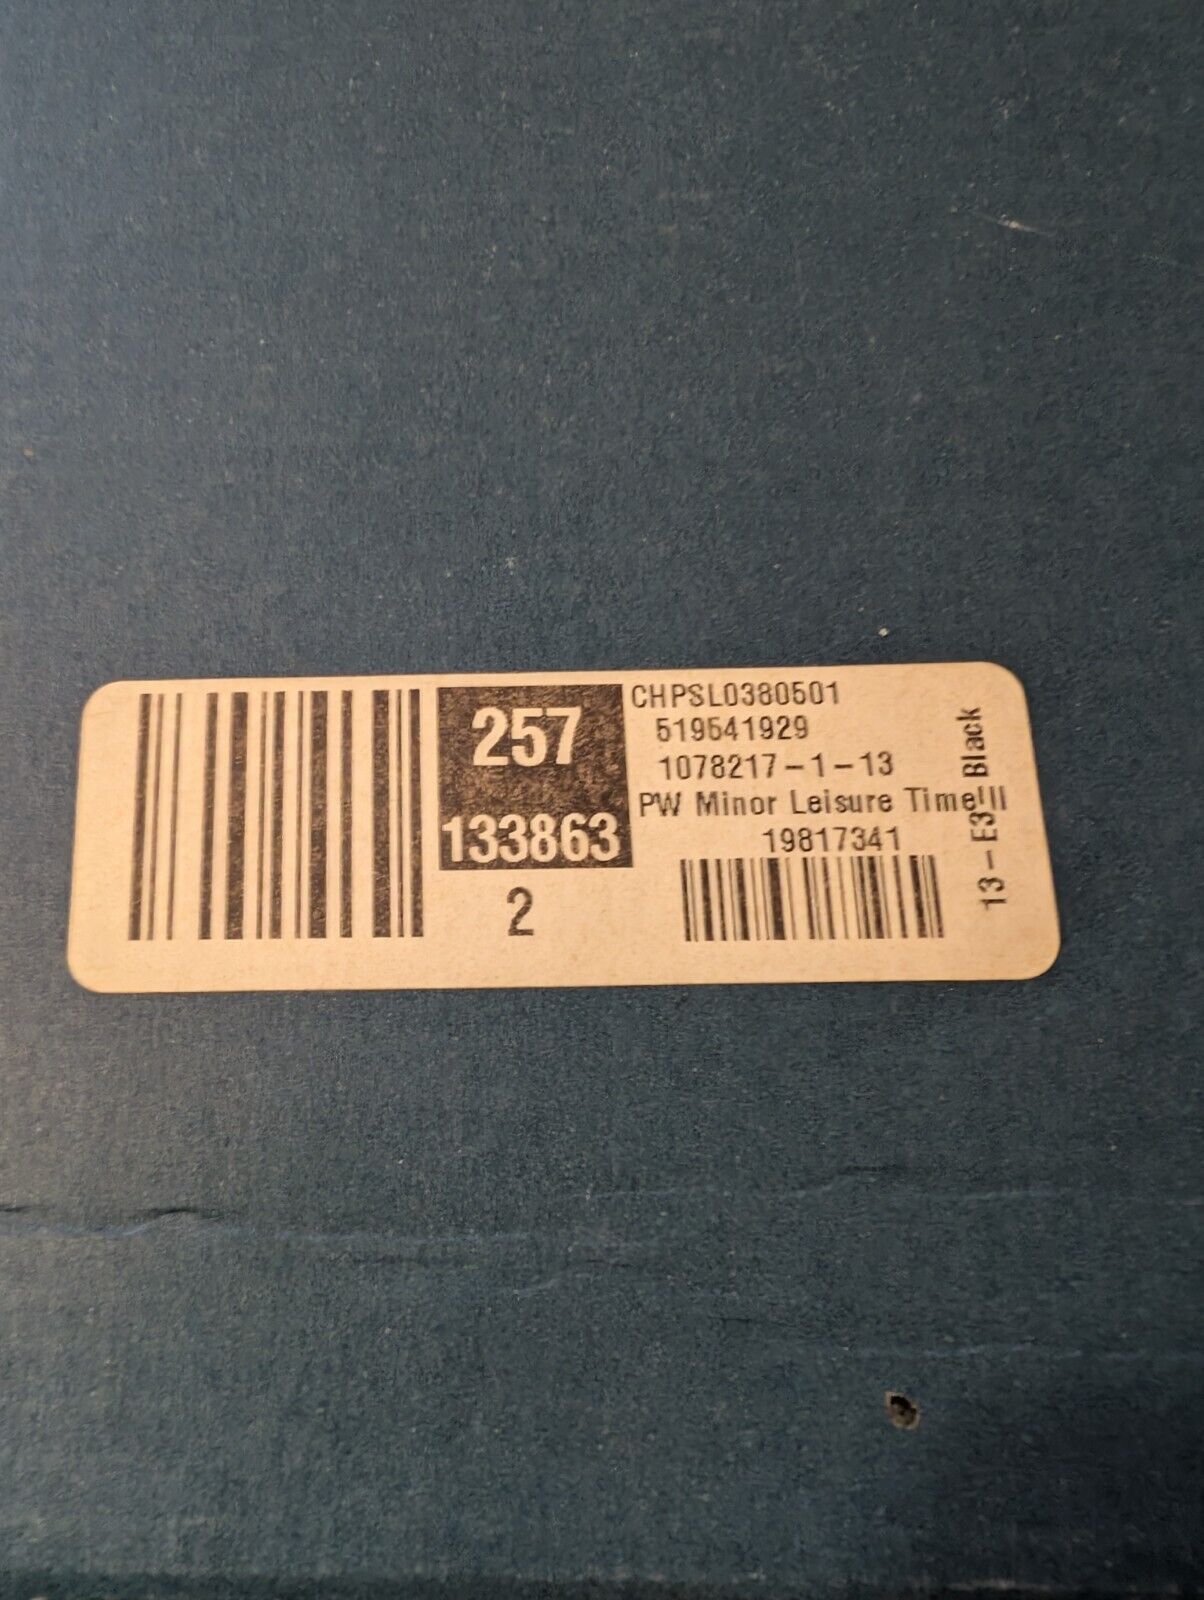 257
133863
2
CHPSL0380501
519541929
1078217-1-13
PW Minor Leisure Time II
19817341
13-E3 - Black